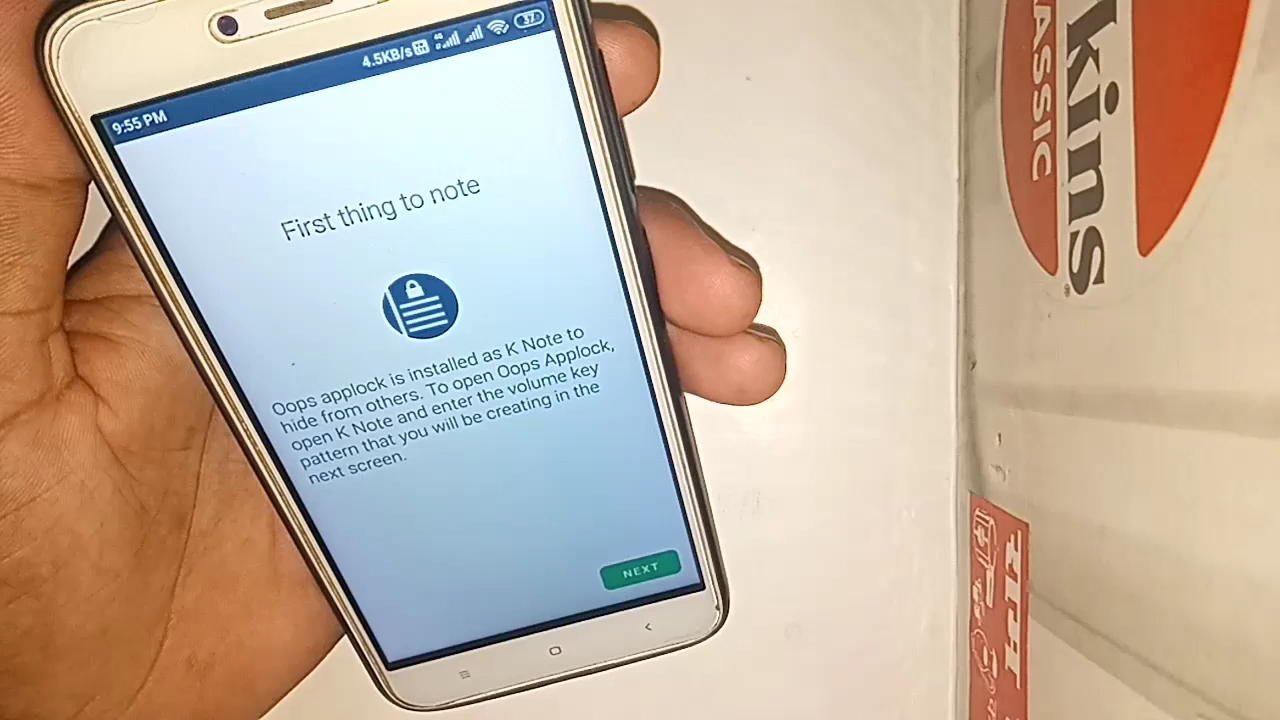 9:55 PM
4.5KB/s
4G
37
First thing to note
Oops applock is installed as K Note to
hide from others. To open Oops Applock,
open K Note and enter the volume key
pattern that you will be creating in the
next screen.
NEXT
kins
ASSIC